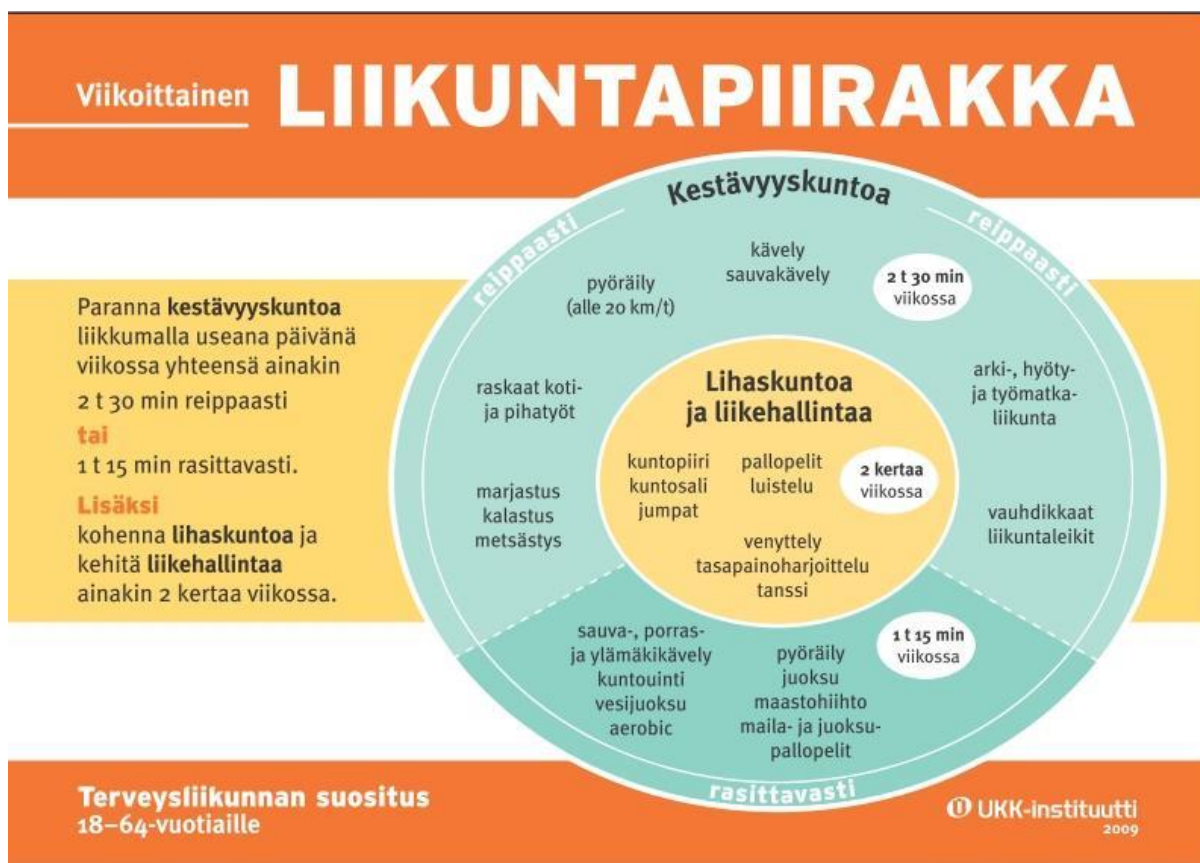 Viikoittainen LIIKUNTAPIIRAKKA
Paranna kestävyyskuntoa
liikkumalla useana päivänä
viikossa yhteensä ainakin
2 t 30 min reippaasti
tai
1 t 15 min rasittavasti.
Lisäksi
kohenna lihaskuntoa ja
kehitä liikehallintaa
ainakin 2 kertaa viikossa.
Kestävyyskuntoa
reippaasti
reippaasti
kävely
sauvakävely
2 t 30 min
viikossa
pyöräily
(alle 20 km/t)
raskaat koti-
ja pihatyöt
arki-, hyöty-
ja työmatka-
liikunta
marjastus
kalastus
metsästys
vauhdikkaat
liikuntaleikit
Lihaskuntoa
ja liikehallintaa
kuntopiiri
kuntosali
jumpat
pallopelit
luistelu
2 kertaa
viikossa
venyttely
tasapainoharjoittelu
tanssi
sauva-, porras-
ja ylämäkikävely
kuntouinti
vesijuoksu
aerobic
pyöräily
juoksu
maastohiihto
maila- ja juoksu-
pallopelit
1 t 15 min
viikossa
rasittavasti
Terveysliikunnan suositus
18–64-vuotiaille
UKK-instituutti
2009